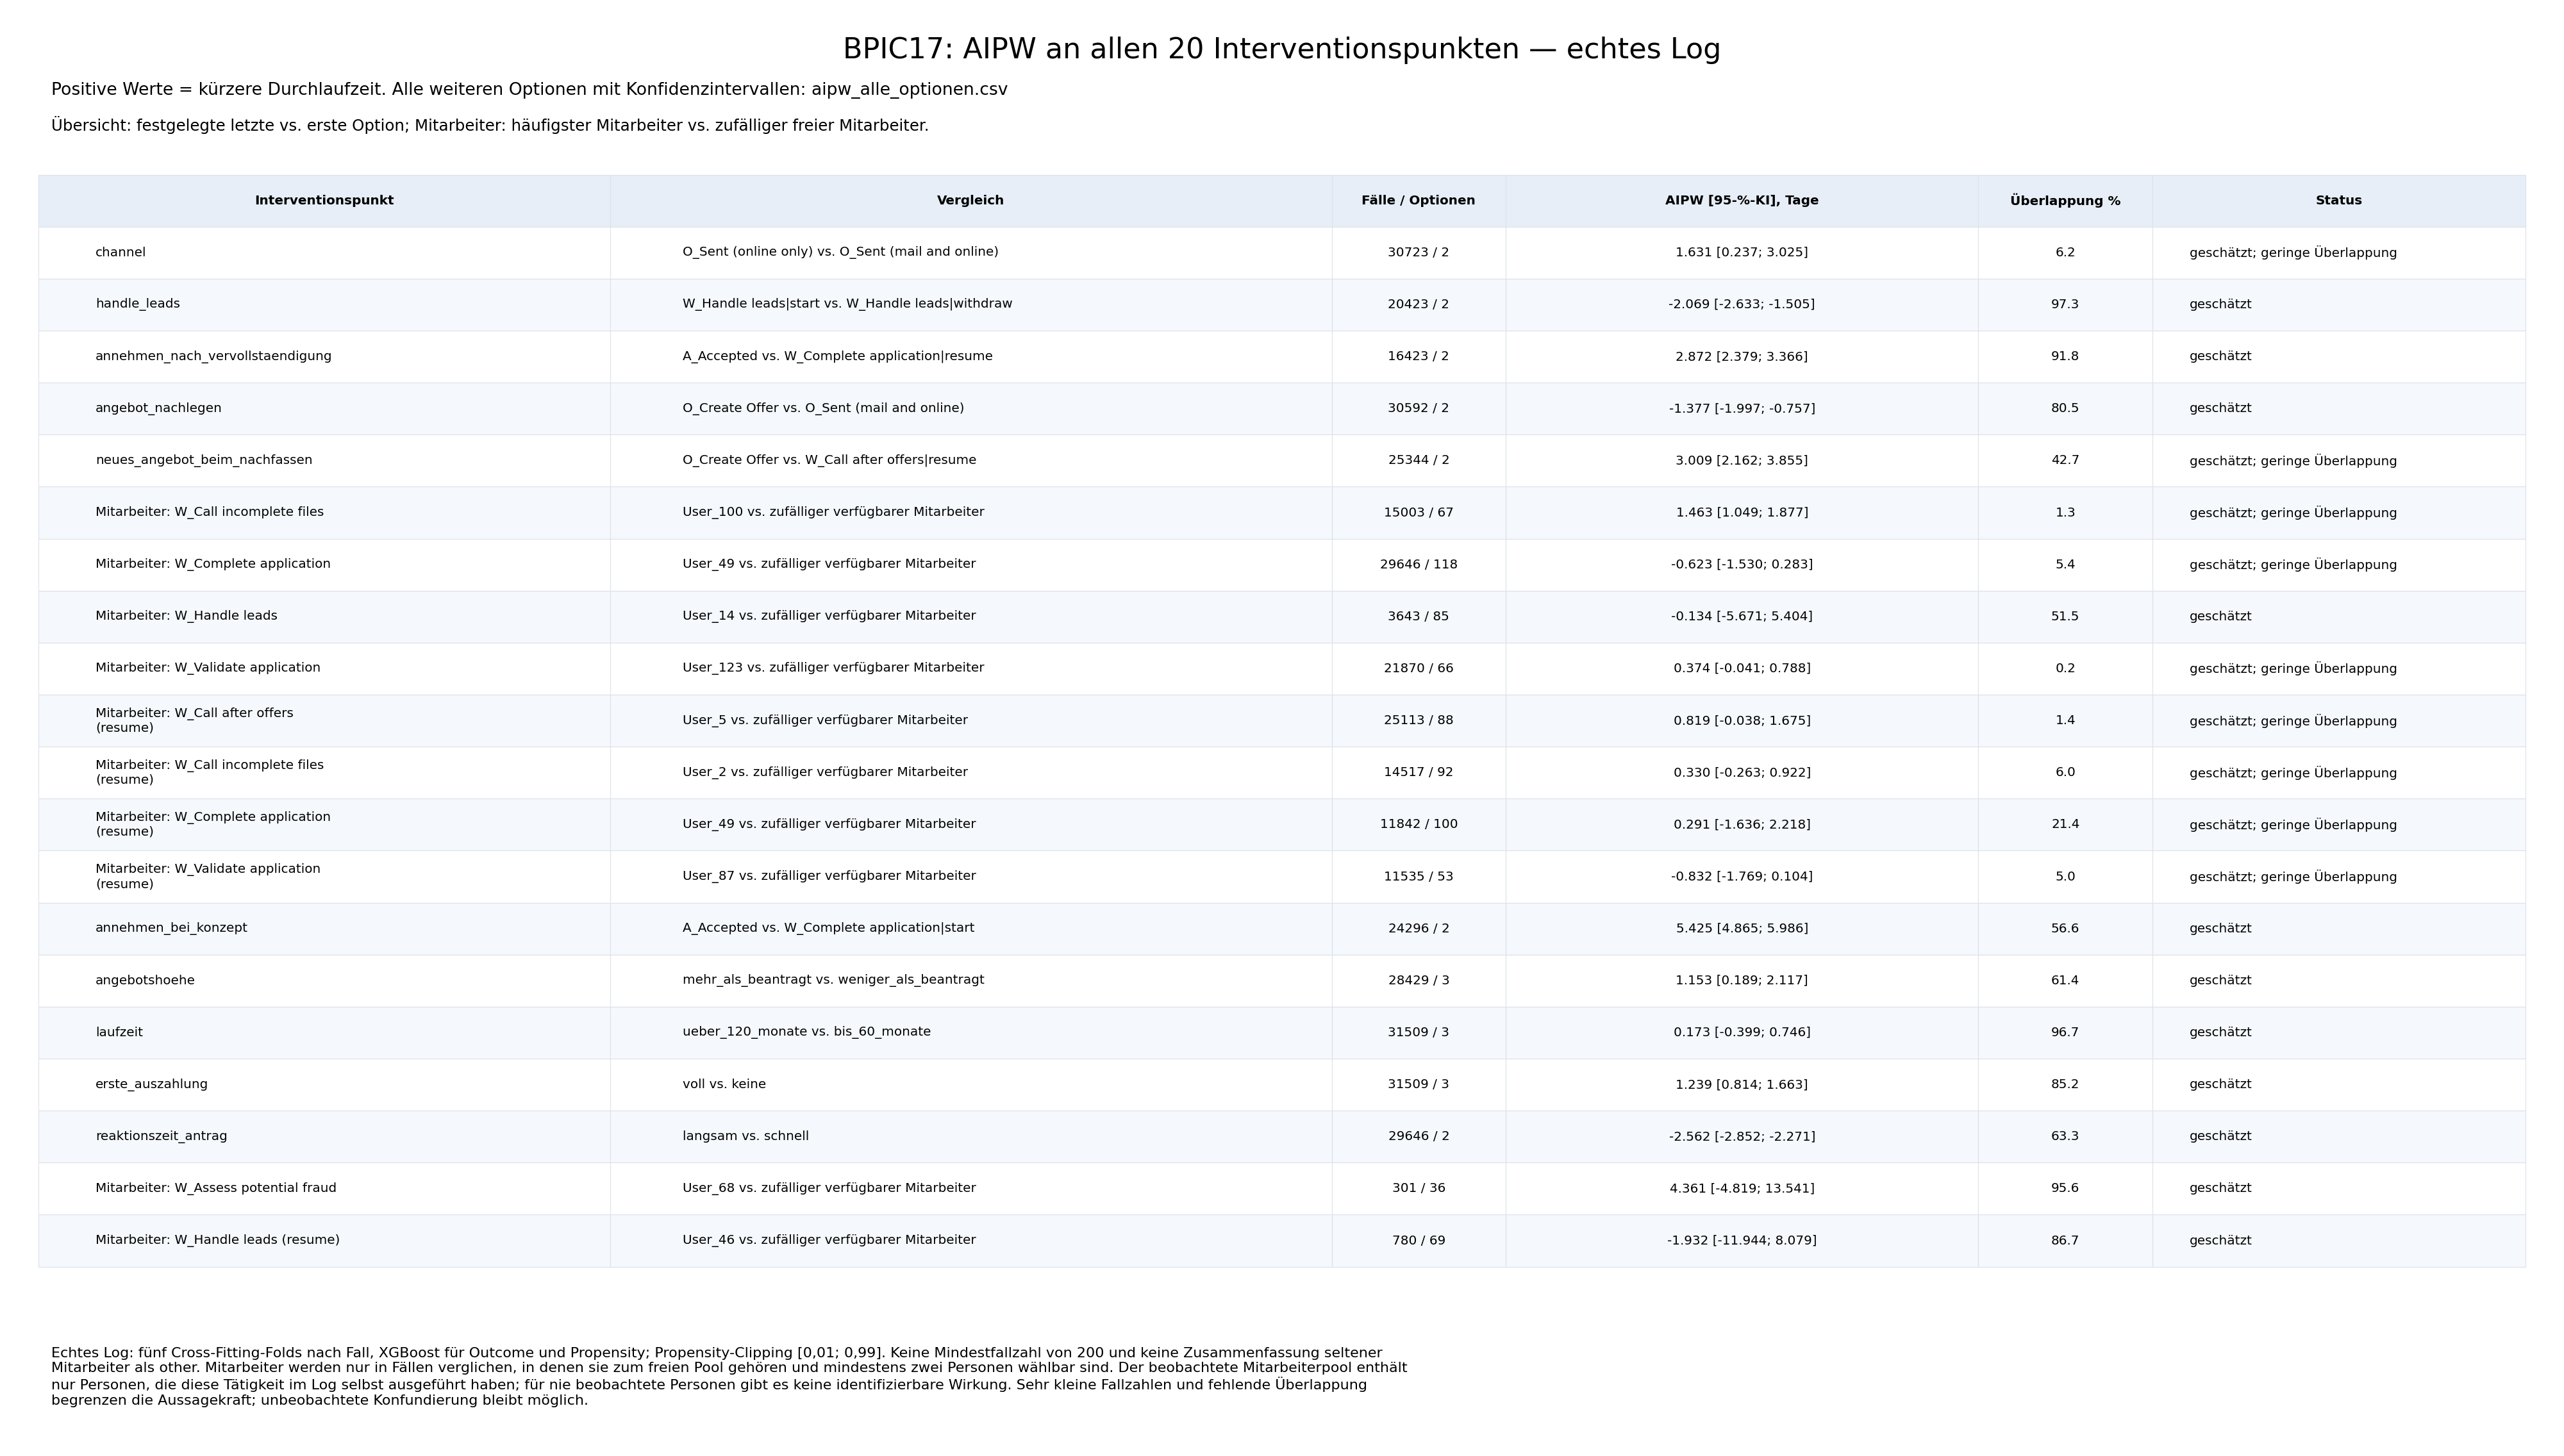 BPIC17: AIPW an allen 20 Interventionspunkten — echtes Log
Positive Werte = kürzere Durchlaufzeit. Alle weiteren Optionen mit Konfidenzintervallen: aipw_alle_optionen.csv
Übersicht: festgelegte letzte vs. erste Option; Mitarbeiter: häufigster Mitarbeiter vs. zufälliger freier Mitarbeiter.
Interventionspunkt Vergleich Fälle / Optionen AIPW [95-%-KI], Tage Überlappung % Status
channel O_Sent (online only) vs. O_Sent (mail and online) 30723 / 2 1.631 [0.237; 3.025] 6.2 geschätzt; geringe Überlappung
handle_leads W_Handle leads|start vs. W_Handle leads|withdraw 20423 / 2 -2.069 [-2.633; -1.505] 97.3 geschätzt
annehmen_nach_vervollstaendigung A_Accepted vs. W_Complete application|resume 16423 / 2 2.872 [2.379; 3.366] 91.8 geschätzt
angebot_nachlegen O_Create Offer vs. O_Sent (mail and online) 30592 / 2 -1.377 [-1.997; -0.757] 80.5 geschätzt
neues_angebot_beim_nachfassen O_Create Offer vs. W_Call after offers|resume 25344 / 2 3.009 [2.162; 3.855] 42.7 geschätzt; geringe Überlappung
Mitarbeiter: W_Call incomplete files User_100 vs. zufälliger verfügbarer Mitarbeiter 15003 / 67 1.463 [1.049; 1.877] 1.3 geschätzt; geringe Überlappung
Mitarbeiter: W_Complete application User_49 vs. zufälliger verfügbarer Mitarbeiter 29646 / 118 -0.623 [-1.530; 0.283] 5.4 geschätzt; geringe Überlappung
Mitarbeiter: W_Handle leads User_14 vs. zufälliger verfügbarer Mitarbeiter 3643 / 85 -0.134 [-5.671; 5.404] 51.5 geschätzt
Mitarbeiter: W_Validate application User_123 vs. zufälliger verfügbarer Mitarbeiter 21870 / 66 0.374 [-0.041; 0.788] 0.2 geschätzt; geringe Überlappung
Mitarbeiter: W_Call after offers
(resume) User_5 vs. zufälliger verfügbarer Mitarbeiter 25113 / 88 0.819 [-0.038; 1.675] 1.4 geschätzt; geringe Überlappung
Mitarbeiter: W_Call incomplete files
(resume) User_2 vs. zufälliger verfügbarer Mitarbeiter 14517 / 92 0.330 [-0.263; 0.922] 6.0 geschätzt; geringe Überlappung
Mitarbeiter: W_Complete application
(resume) User_49 vs. zufälliger verfügbarer Mitarbeiter 11842 / 100 0.291 [-1.636; 2.218] 21.4 geschätzt; geringe Überlappung
Mitarbeiter: W_Validate application
(resume) User_87 vs. zufälliger verfügbarer Mitarbeiter 11535 / 53 -0.832 [-1.769; 0.104] 5.0 geschätzt; geringe Überlappung
annehmen_bei_konzept A_Accepted vs. W_Complete application|start 24296 / 2 5.425 [4.865; 5.986] 56.6 geschätzt
angebotshoehe mehr_als_beantragt vs. weniger_als_beantragt 28429 / 3 1.153 [0.189; 2.117] 61.4 geschätzt
laufzeit ueber_120_monate vs. bis_60_monate 31509 / 3 0.173 [-0.399; 0.746] 96.7 geschätzt
erste_auszahlung voll vs. keine 31509 / 3 1.239 [0.814; 1.663] 85.2 geschätzt
reaktionszeit_antrag langsam vs. schnell 29646 / 2 -2.562 [-2.852; -2.271] 63.3 geschätzt
Mitarbeiter: W_Assess potential fraud User_68 vs. zufälliger verfügbarer Mitarbeiter 301 / 36 4.361 [-4.819; 13.541] 95.6 geschätzt
Mitarbeiter: W_Handle leads (resume) User_46 vs. zufälliger verfügbarer Mitarbeiter 780 / 69 -1.932 [-11.944; 8.079] 86.7 geschätzt
Echtes Log: fünf Cross-Fitting-Folds nach Fall, XGBoost für Outcome und Propensity; Propensity-Clipping [0,01; 0,99]. Keine Mindestfallzahl von 200 und keine Zusammenfassung seltener
Mitarbeiter als other. Mitarbeiter werden nur in Fällen verglichen, in denen sie zum freien Pool gehören und mindestens zwei Personen wählbar sind. Der beobachtete Mitarbeiterpool enthält
nur Personen, die diese Tätigkeit im Log selbst ausgeführt haben; für nie beobachtete Personen gibt es keine identifizierbare Wirkung. Sehr kleine Fallzahlen und fehlende Überlappung
begrenzen die Aussagekraft; unbeobachtete Konfundierung bleibt möglich.